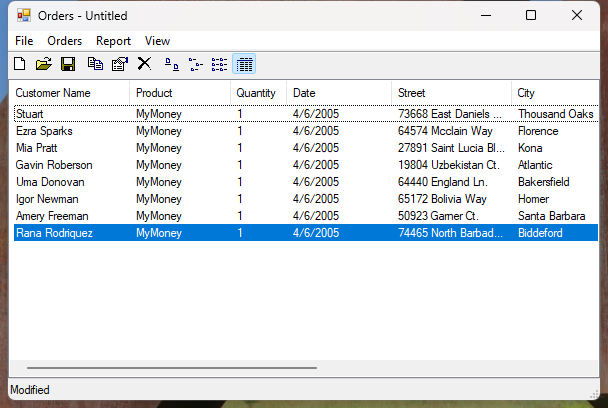 Orders - Untitled
File Orders Report View
Customer Name Product Quantity Date Street City
Stuart MyMoney 1 4/6/2005 73668 East Daniels ... Thousand Oaks
Ezra Sparks MyMoney 1 4/6/2005 64574 Mcclain Way Florence
Mia Pratt MyMoney 1 4/6/2005 27891 Saint Lucia Bl... Kona
Gavin Roberson MyMoney 1 4/6/2005 19804 Uzbekistan Ct. Atlantic
Uma Donovan MyMoney 1 4/6/2005 64440 England Ln. Bakersfield
Igor Newman MyMoney 1 4/6/2005 65172 Bolivia Way Homer
Amery Freeman MyMoney 1 4/6/2005 50923 Garner Ct. Santa Barbara
Rana Rodriquez MyMoney 1 4/6/2005 74465 North Barbad... Biddeford
Modified